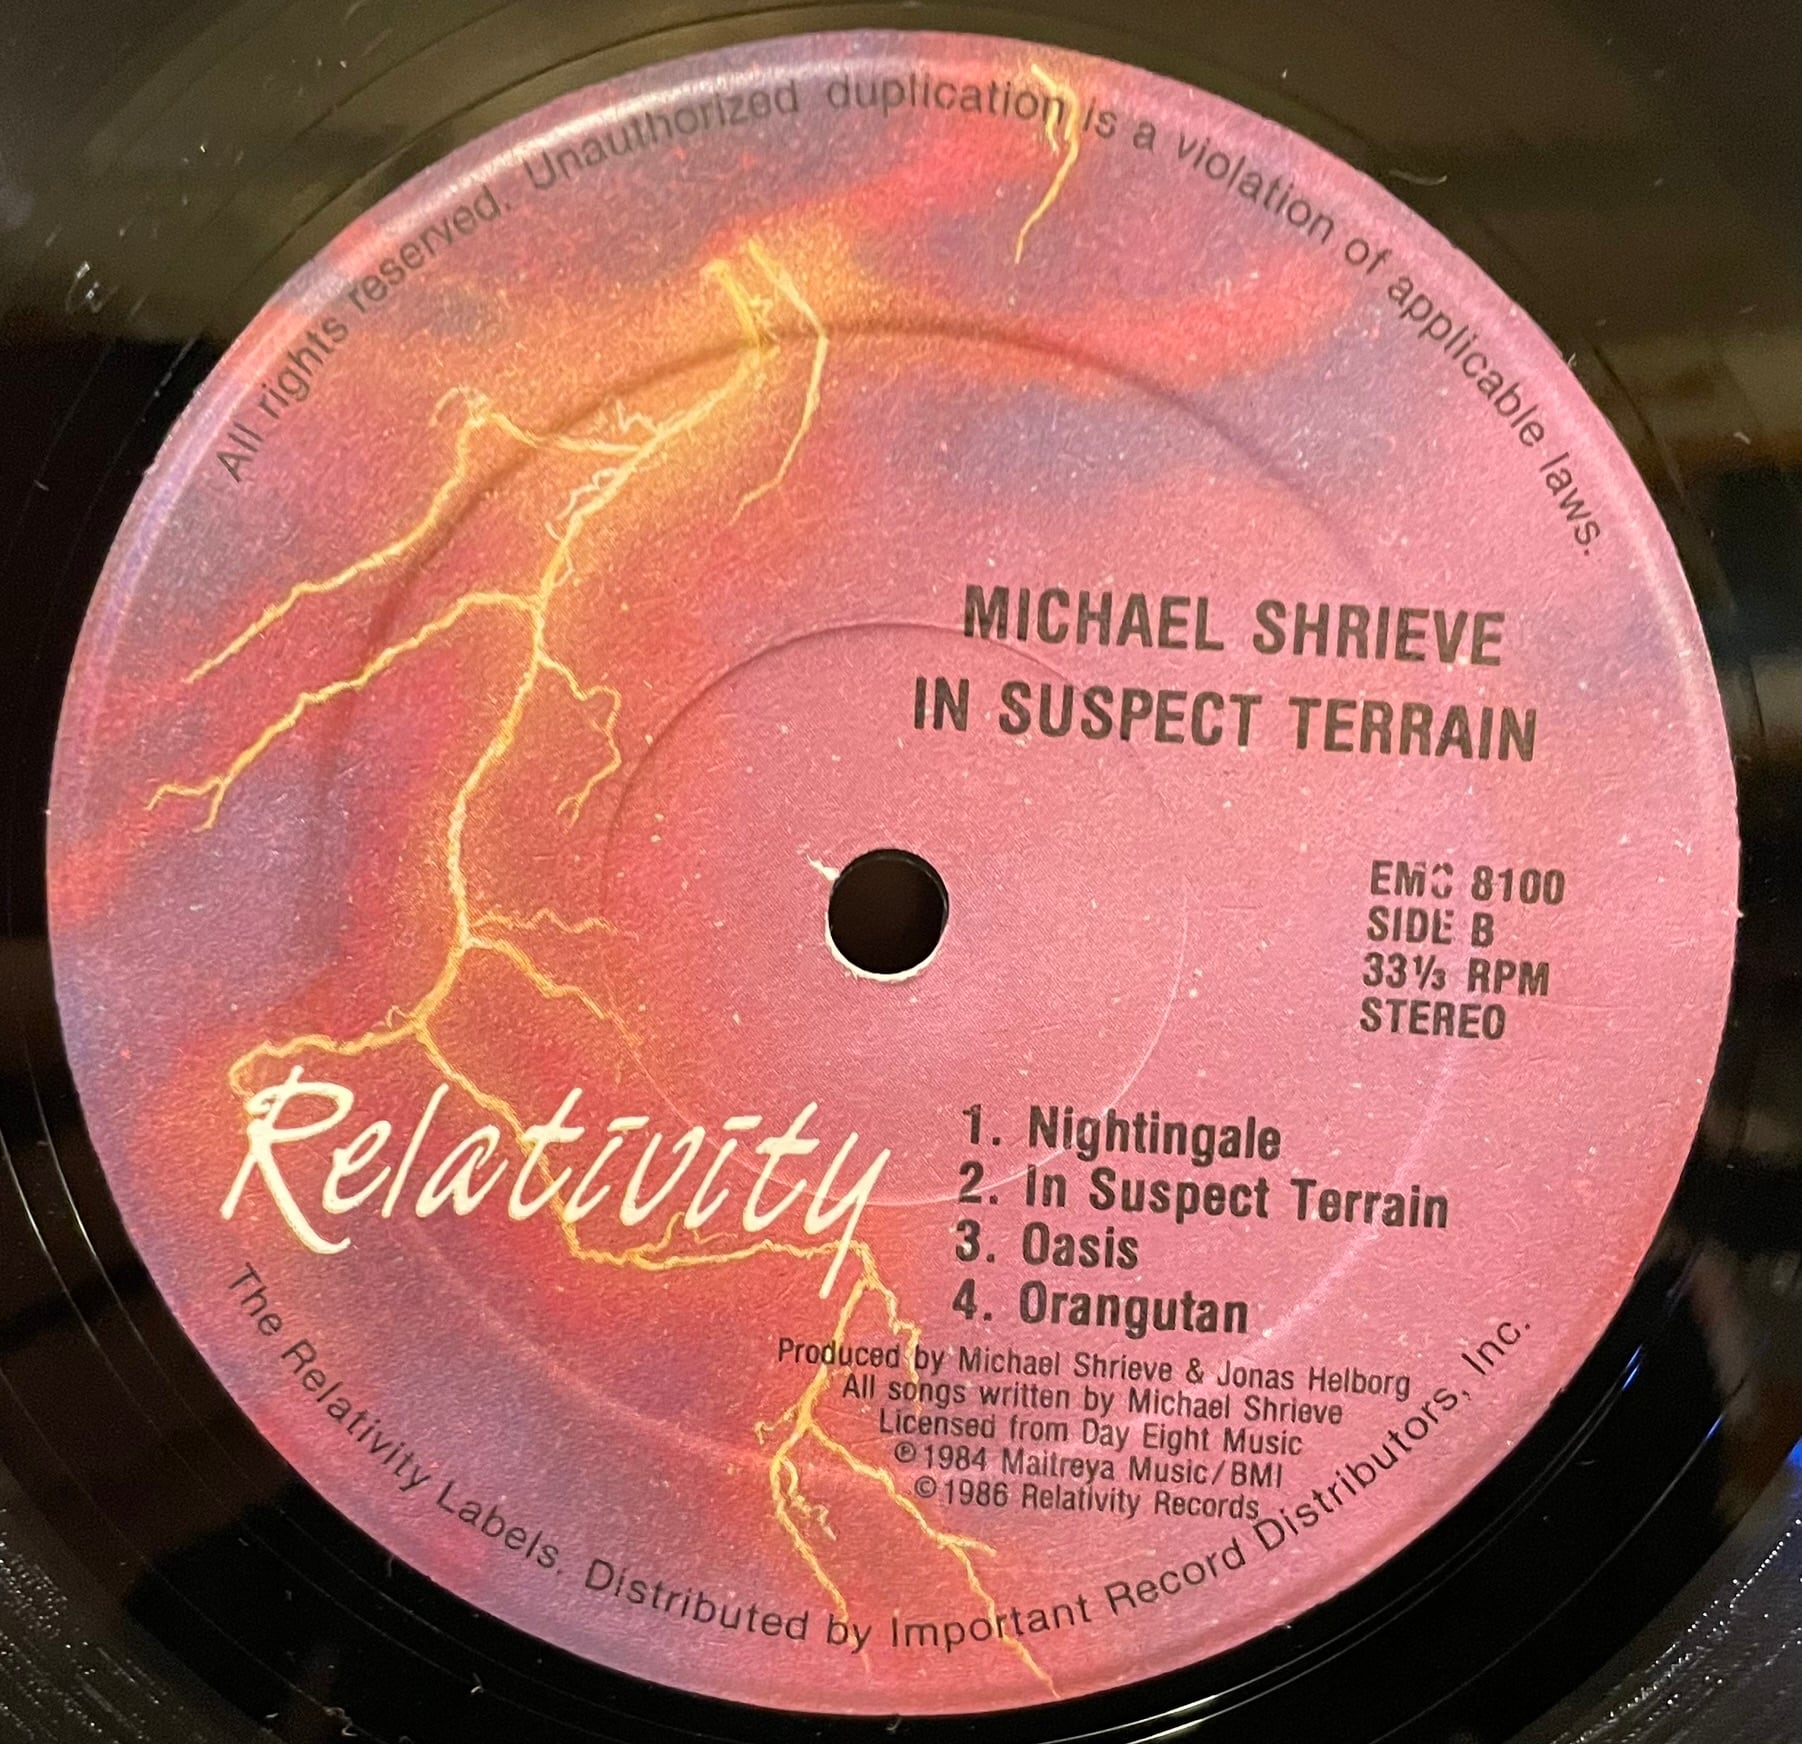 All rights reserved. Unauthorized duplication is a violation of applicable laws.
MICHAEL SHRIEVE
IN SUSPECT TERRAIN
EMC 8100
SIDE B
33⅓ RPM
STEREO
Relativity
1. Nightingale
2. In Suspect Terrain
3. Oasis
4. Orangutan
Produced by Michael Shrieve & Jonas Helborg
All songs written by Michael Shrieve
Licensed from Day Eight Music
℗ 1984 Maitreya Music/BMI
© 1986 Relativity Records
The Relativity Labels. Distributed by Important Record Distributors, Inc.